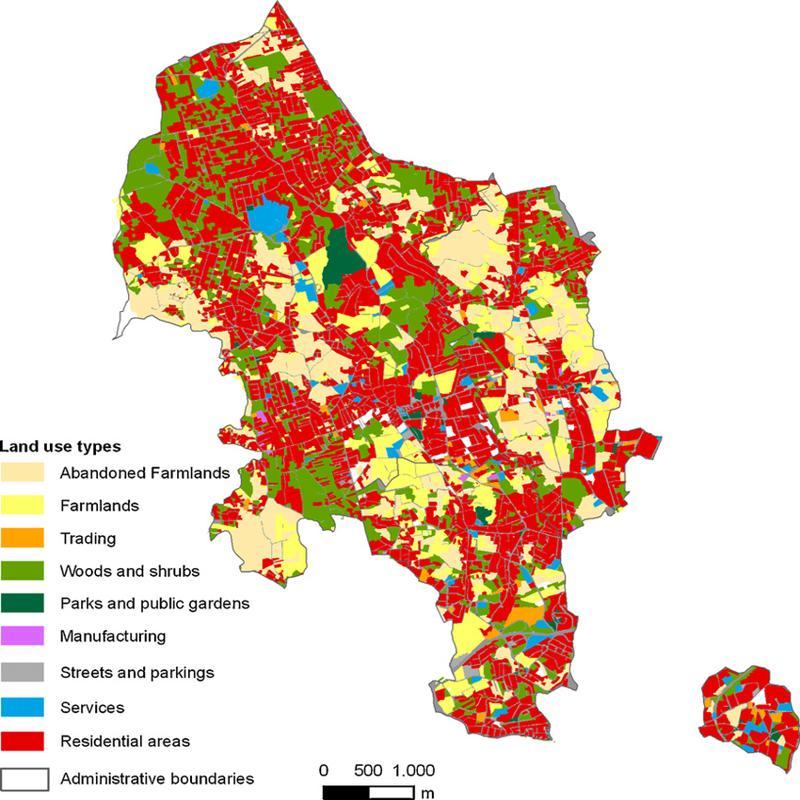 Land use types
Abandoned Farmlands
Farmlands
Trading
Woods and shrubs
Parks and public gardens
Manufacturing
Streets and parkings
Services
Residential areas
Administrative boundaries
0 500 1.000
m